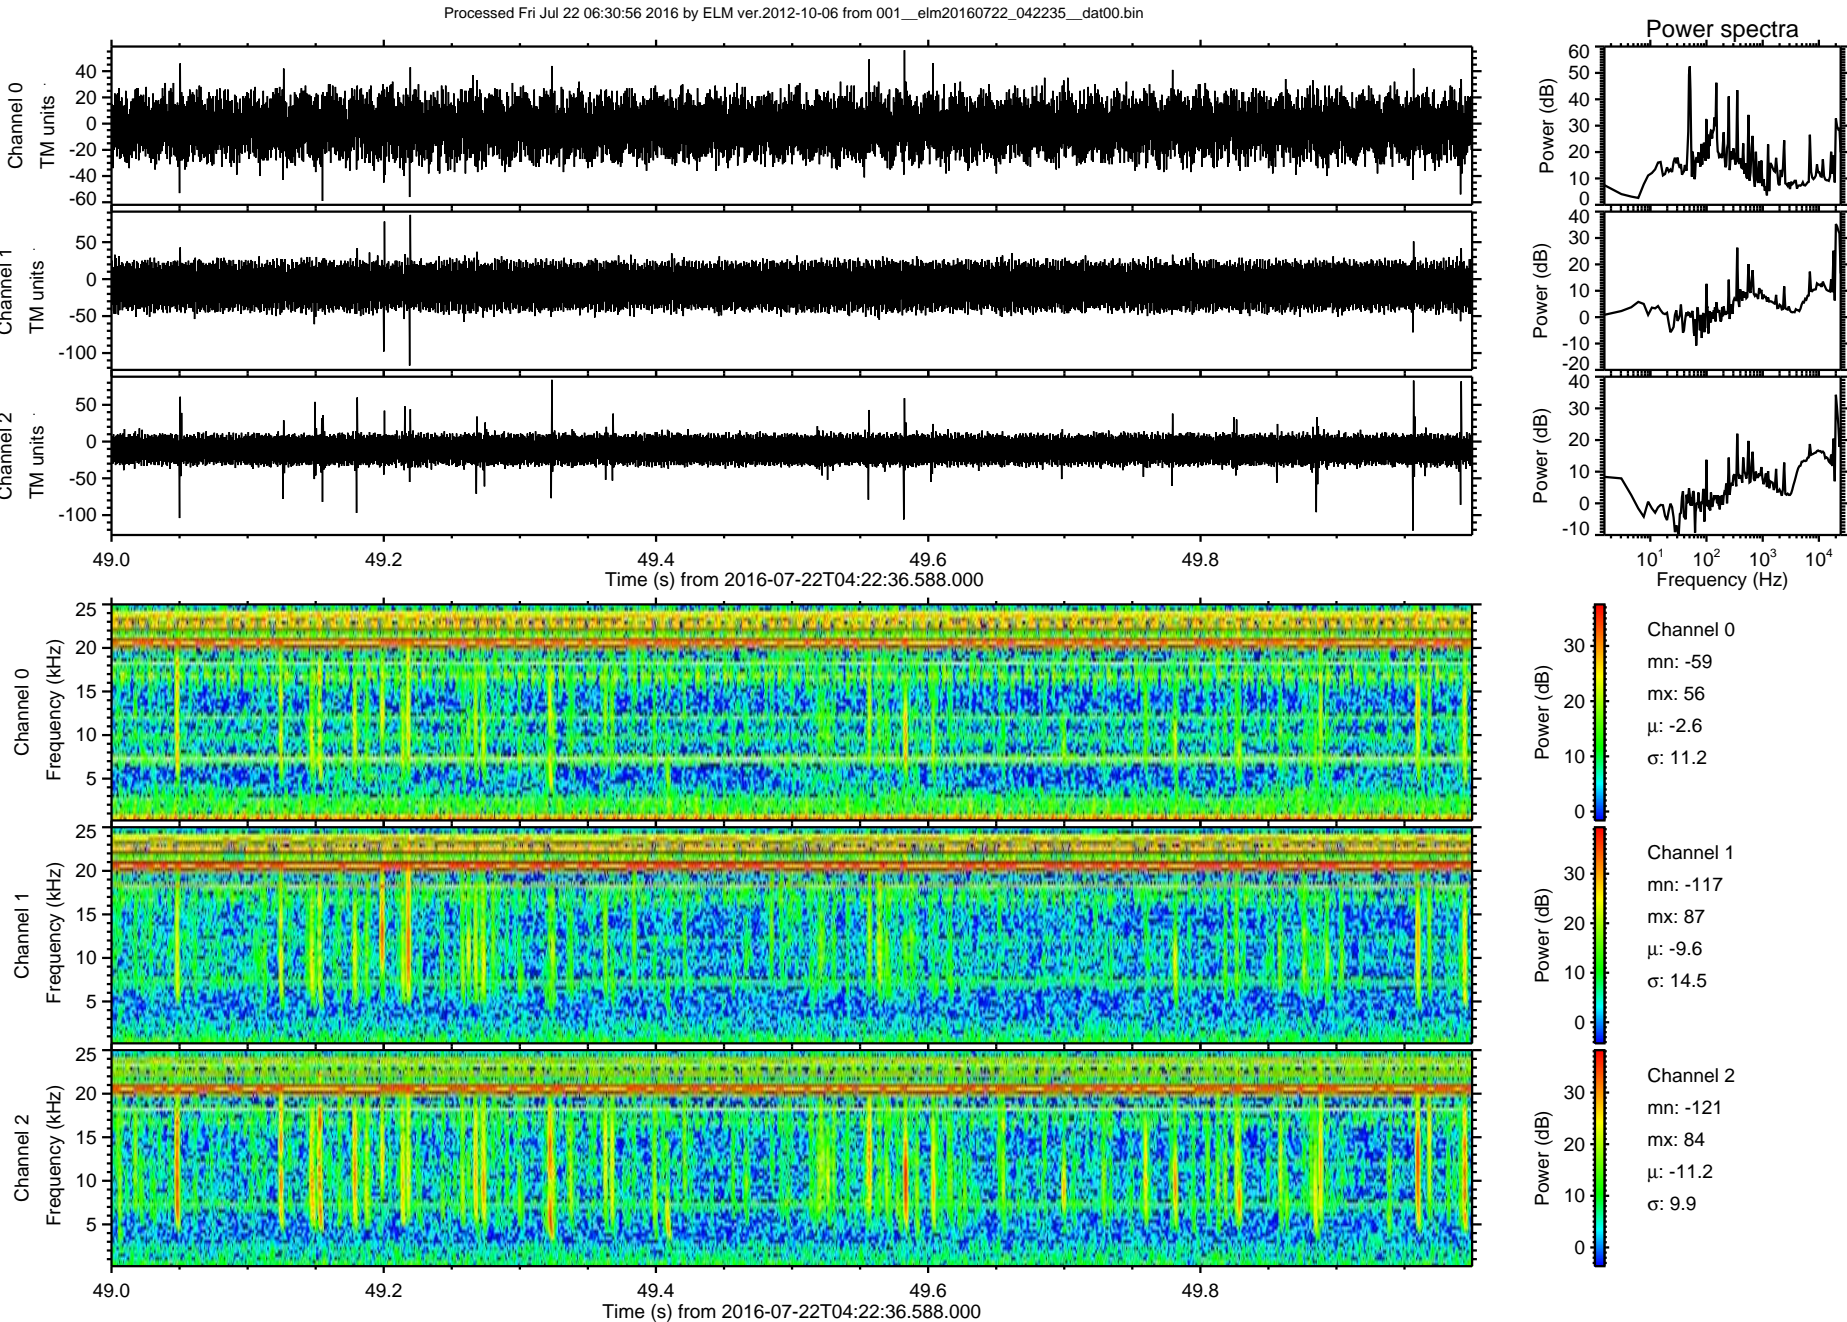 Processed Fri Jul 22 06:30:56 2016 by ELM ver.2012-10-06 from 001__elm20160722_042235__dat00.bin
Power spectra
Channel 0
TM units
40
20
0
-20
-40
-60
Power (dB)
60
50
40
30
20
10
0
Channel 1
TM units
50
0
-50
-100
Power (dB)
40
30
20
10
0
-10
-20
Channel 2
TM units
50
0
-50
-100
Power (dB)
40
30
20
10
0
-10
49.0 49.2 49.4 49.6 49.8
Time (s) from 2016-07-22T04:22:36.588.000
10^1 10^2 10^3 10^4
Frequency (Hz)
Channel 0
Frequency (kHz)
25
20
15
10
5
Power (dB)
30
20
10
0
Channel 0
mn: -59
mx: 56
μ: -2.6
σ: 11.2
Channel 1
Frequency (kHz)
25
20
15
10
5
Power (dB)
30
20
10
0
Channel 1
mn: -117
mx: 87
μ: -9.6
σ: 14.5
Channel 2
Frequency (kHz)
25
20
15
10
5
Power (dB)
30
20
10
0
Channel 2
mn: -121
mx: 84
μ: -11.2
σ: 9.9
49.0 49.2 49.4 49.6 49.8
Time (s) from 2016-07-22T04:22:36.588.000